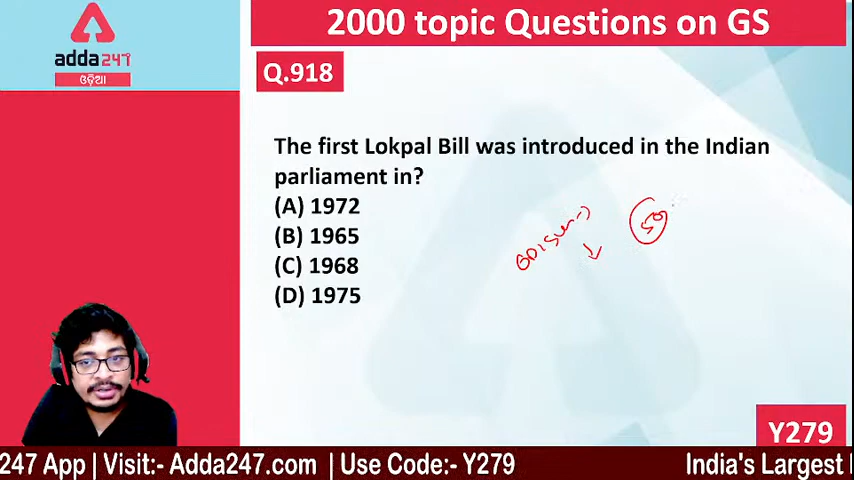 2000 topic Questions on GS
adda247
ଓଡ଼ିଆ
Q.918
The first Lokpal Bill was introduced in the Indian
parliament in?
(A) 1972
(B) 1965
(C) 1968
(D) 1975
Y279
247 App | Visit:- Adda247.com | Use Code:- Y279
India's Largest